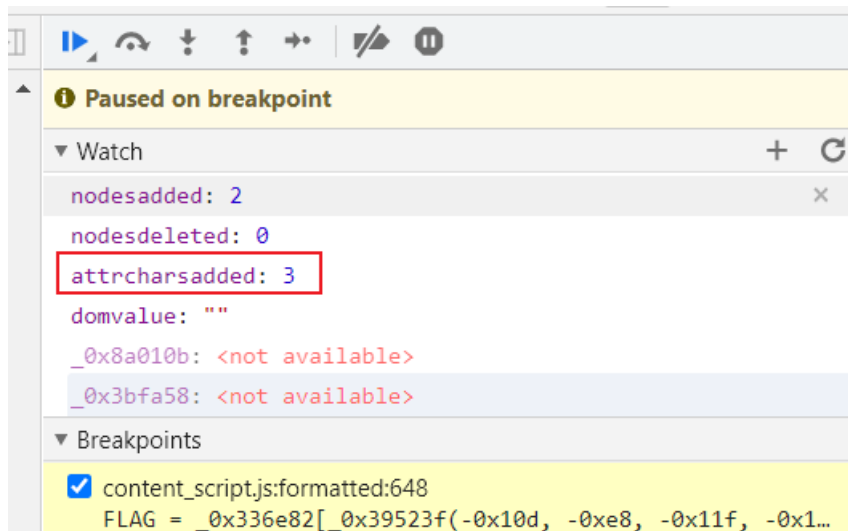 Paused on breakpoint
Watch
nodesadded: 2
nodesdeleted: 0
attrcharsadded: 3
domvalue: ""
_0x8a010b: <not available>
_0x3bfa58: <not available>
Breakpoints
content_script.js:formatted:648
FLAG = _0x336e82[_0x39523f(-0x10d, -0xe8, -0x11f, -0x1…